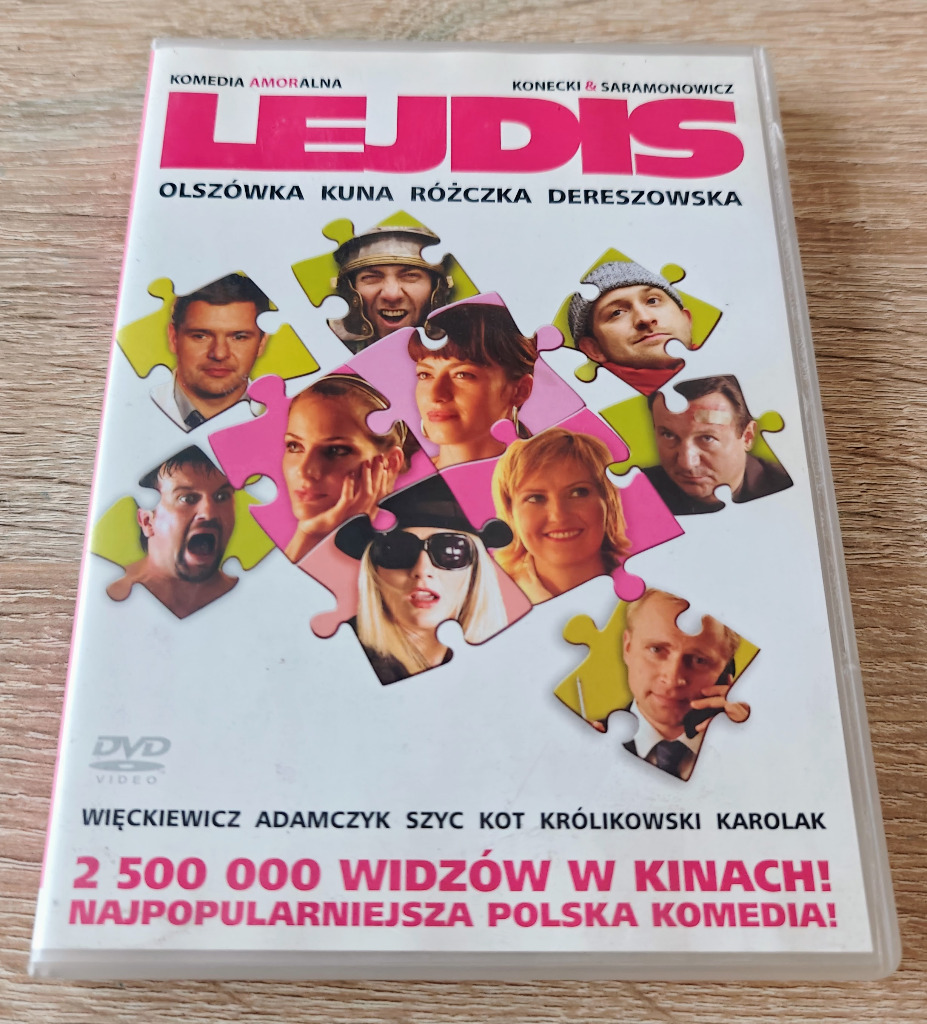 KOMEDIA AMORALNA
KONECKI & SARAMONOWICZ
LEJDIS
OLSZÓWKA KUNA RÓŻCZKA DERESZOWSKA
DVD
VIDEO
WIĘCKIEWICZ ADAMCZYK SZYC KOT KRÓLIKOWSKI KAROLAK
2 500 000 WIDZÓW W KINACH!
NAJPOPULARNIEJSZA POLSKA KOMEDIA!